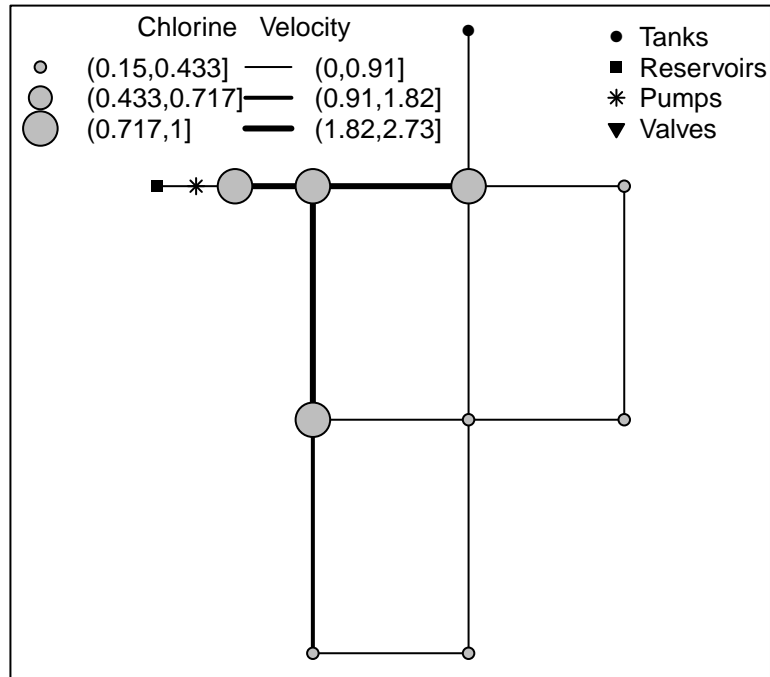 Chlorine Velocity
(0.15,0.433] (0,0.91]
(0.433,0.717] (0.91,1.82]
(0.717,1] (1.82,2.73]
Tanks
Reservoirs
Pumps
Valves